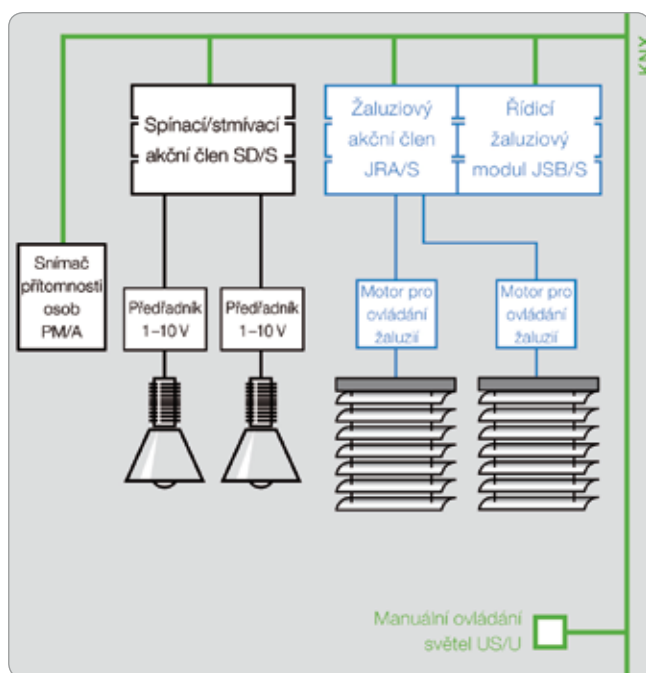 KNX
Spínací/stmívací
akční člen SD/S
Žaluziový
akční člen
JRA/S
Řídicí
žaluziový
modul JSB/S
Snímač
přítomnosti
osob
PM/A
Předřadník
1–10 V
Předřadník
1–10 V
Motor pro
ovládání
žaluzií
Motor pro
ovládání
žaluzií
Manuální ovládání
světel US/U